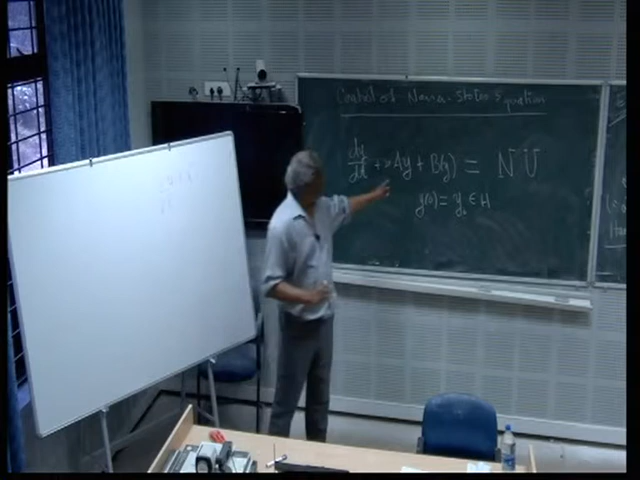 Control of Navier-Stokes Equation
dy/dt + νAy + B(y) = NU
y(0) = y₀ ∈ H